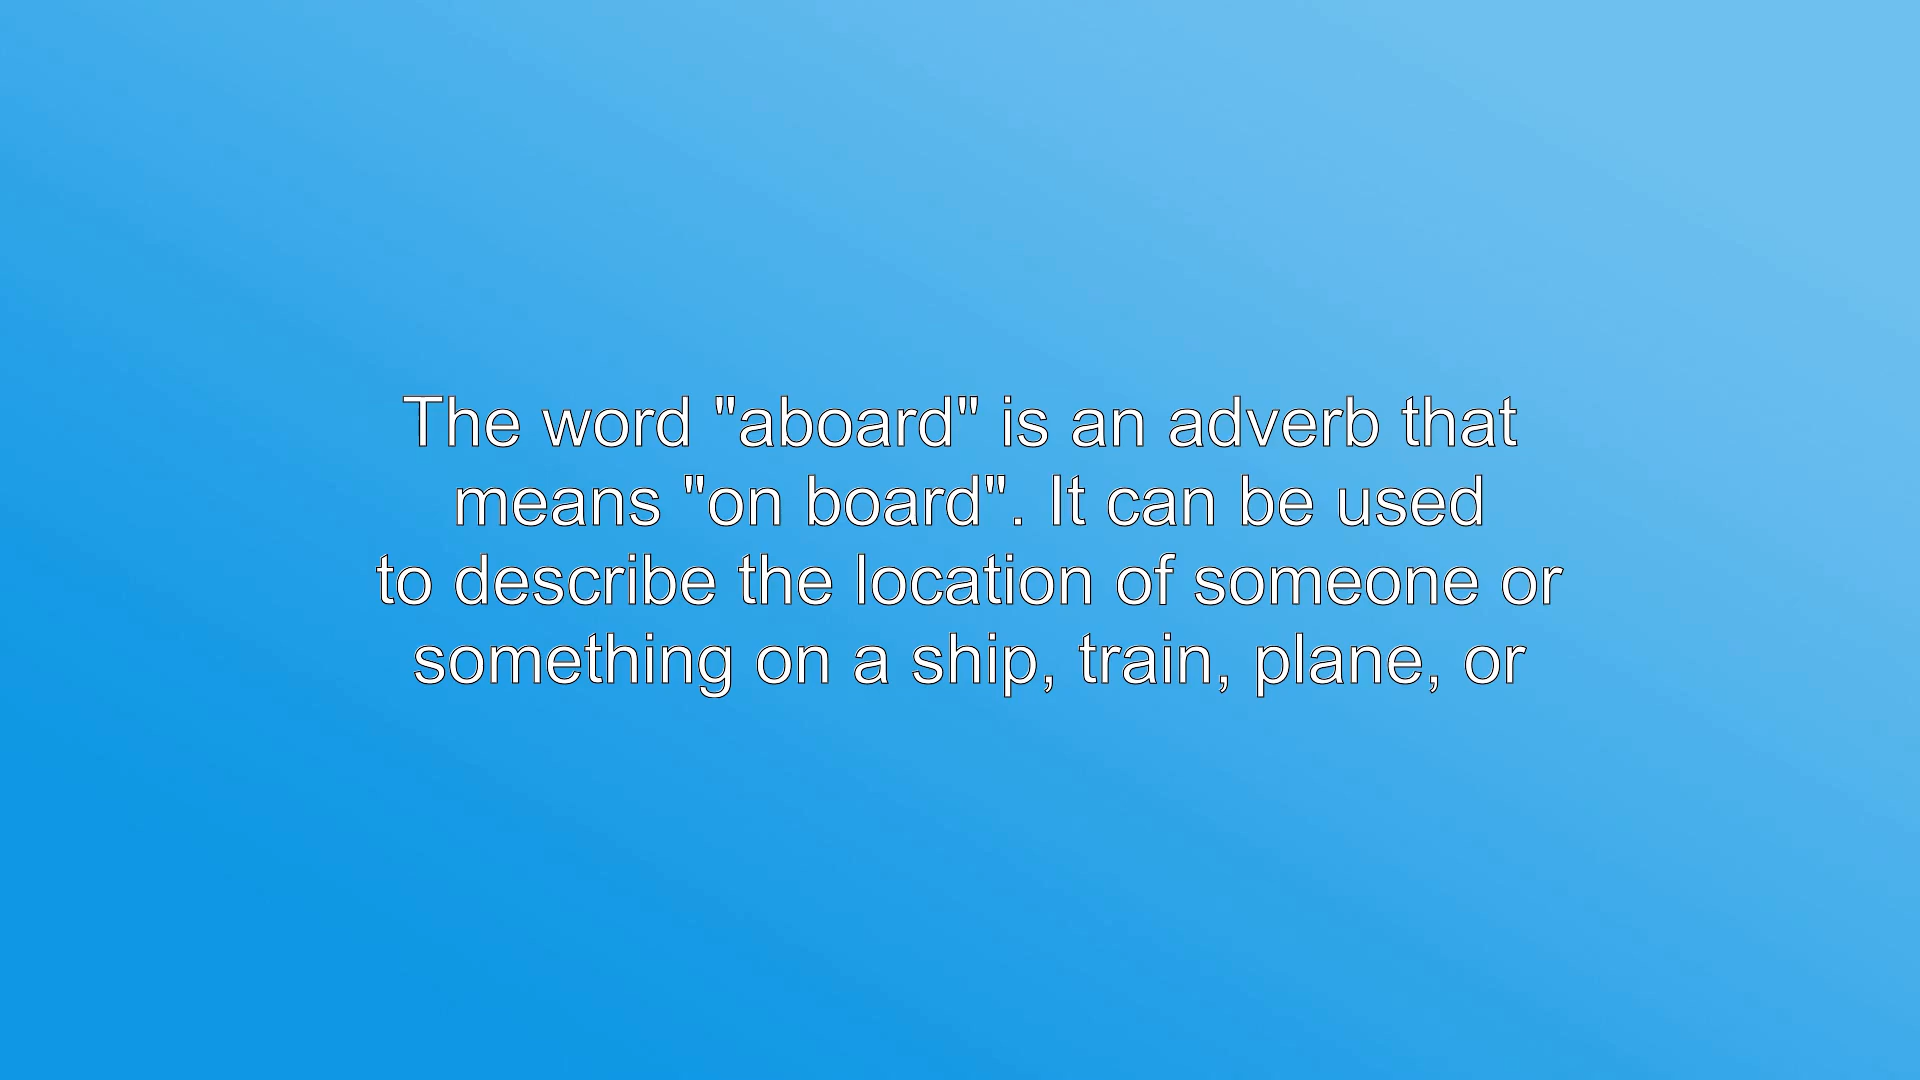 The word "aboard" is an adverb that
means "on board". It can be used
to describe the location of someone or
something on a ship, train, plane, or